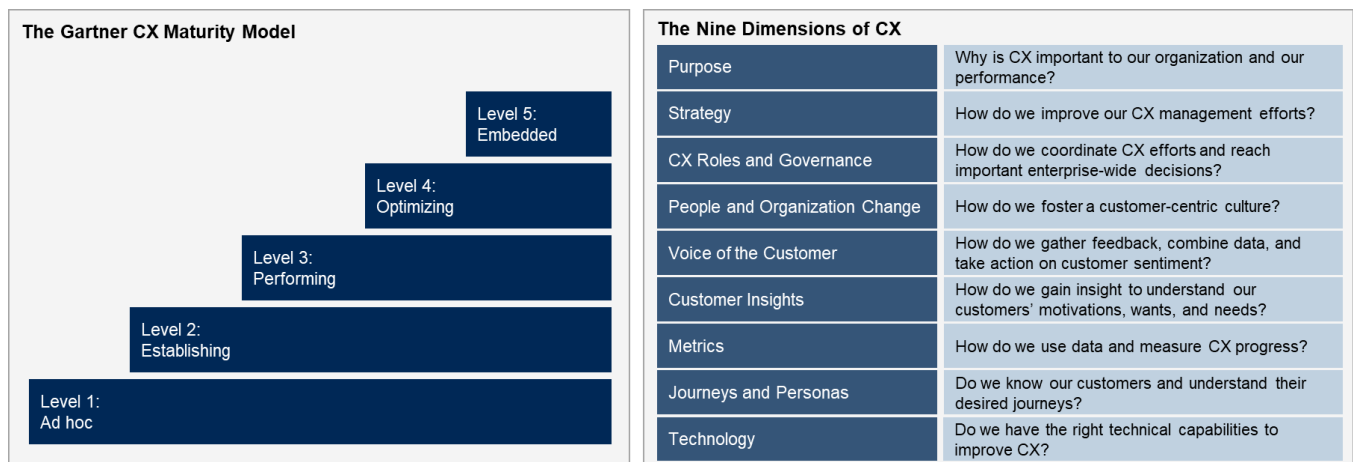 The Gartner CX Maturity Model
Level 5:
Embedded
Level 4:
Optimizing
Level 3:
Performing
Level 2:
Establishing
Level 1:
Ad hoc
The Nine Dimensions of CX
Purpose
Why is CX important to our organization and our
performance?
Strategy
How do we improve our CX management efforts?
CX Roles and Governance
How do we coordinate CX efforts and reach
important enterprise-wide decisions?
People and Organization Change
How do we foster a customer-centric culture?
Voice of the Customer
How do we gather feedback, combine data, and
take action on customer sentiment?
Customer Insights
How do we gain insight to understand our
customers’ motivations, wants, and needs?
Metrics
How do we use data and measure CX progress?
Journeys and Personas
Do we know our customers and understand their
desired journeys?
Technology
Do we have the right technical capabilities to
improve CX?